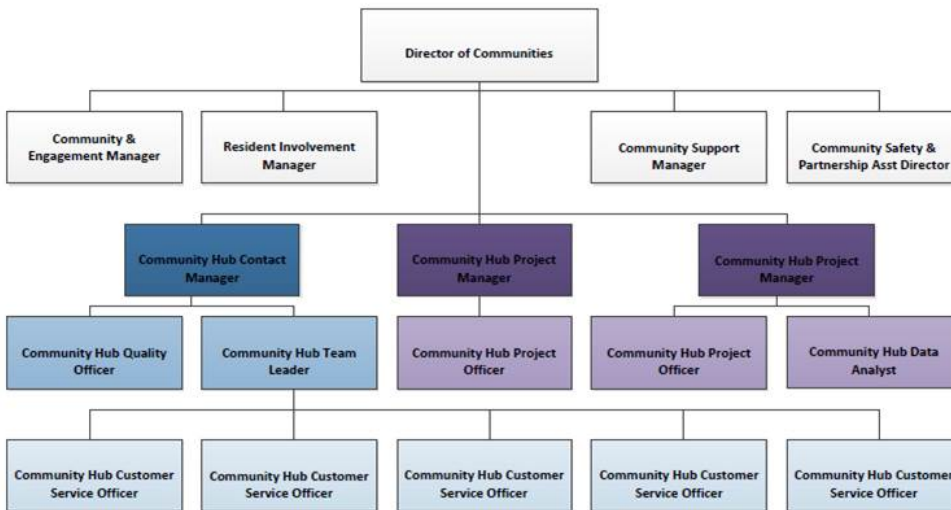 Director of Communities
Community &
Engagement Manager
Resident Involvement
Manager
Community Support
Manager
Community Safety &
Partnership Asst Director
Community Hub Contact
Manager
Community Hub Project
Manager
Community Hub Project
Manager
Community Hub Quality
Officer
Community Hub Team
Leader
Community Hub Project
Officer
Community Hub Project
Officer
Community Hub Data
Analyst
Community Hub Customer
Service Officer
Community Hub Customer
Service Officer
Community Hub Customer
Service Officer
Community Hub Customer
Service Officer
Community Hub Customer
Service Officer